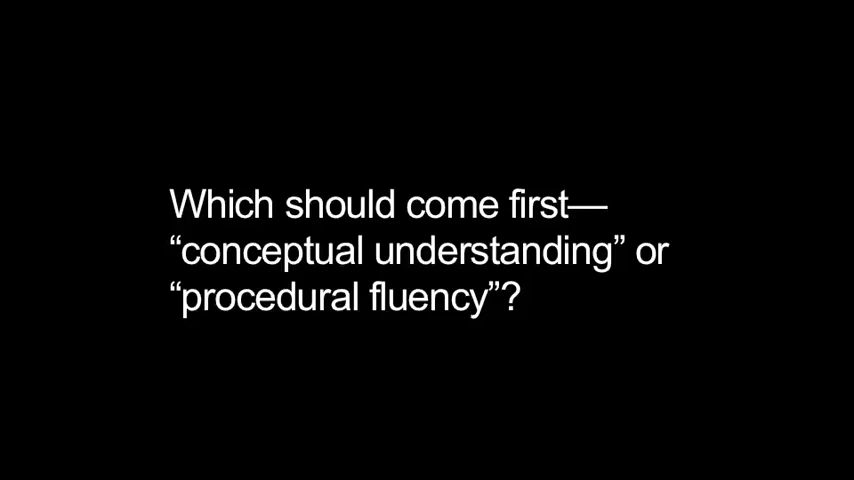 Which should come first—
“conceptual understanding” or
“procedural fluency”?